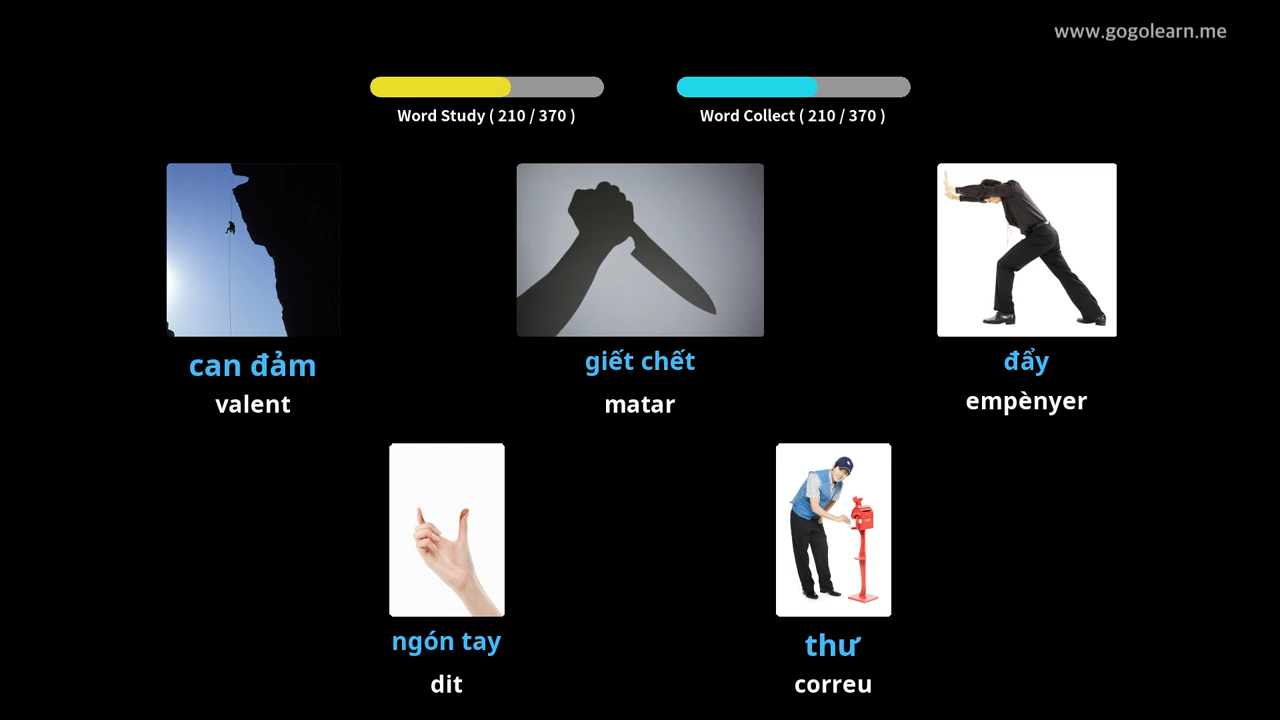 www.gogolearn.me
Word Study ( 210 / 370 )
Word Collect ( 210 / 370 )
can đảm
valent
giết chết
matar
đẩy
empènyer
ngón tay
dit
thư
correu